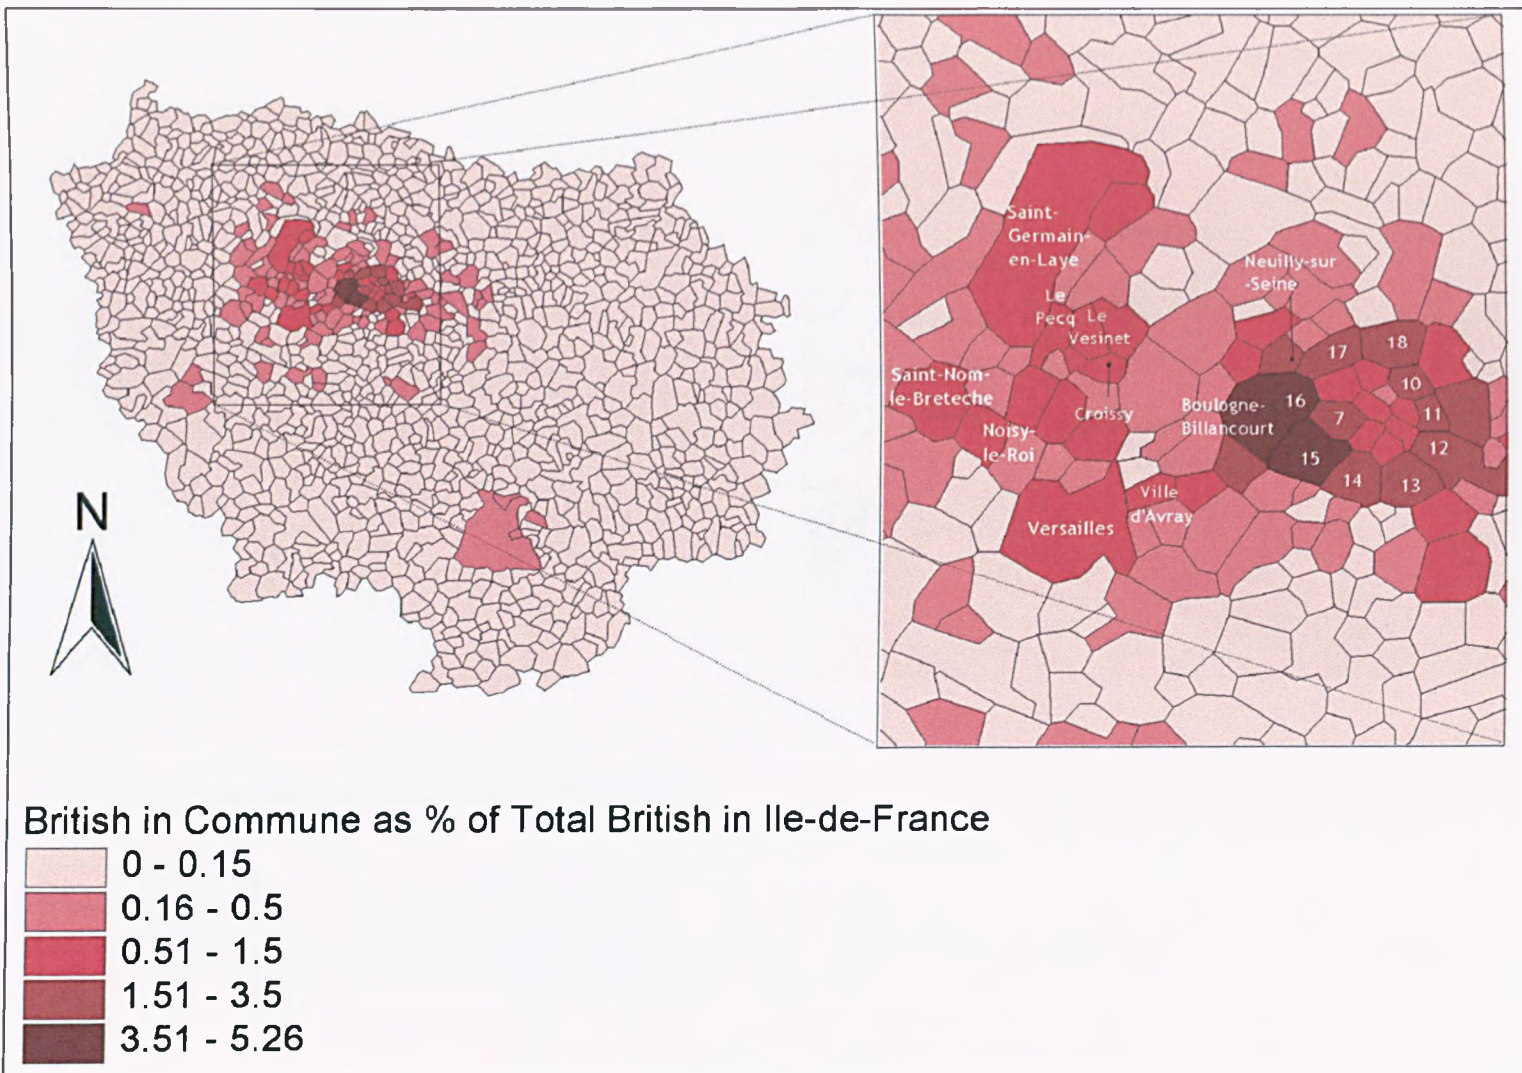 Saint-
Germain-
en-Laye
Neuilly-sur
-Seine
Le
Pecq
Le
Vesinet
17
18
Saint-Nom-
le-Breteche
10
Croissy
Boulogne-
Billancourt
16
7
11
Noisy-
le-Roi
12
15
14
13
Ville
d'Avray
Versailles
N
British in Commune as % of Total British in Ile-de-France
0 - 0.15
0.16 - 0.5
0.51 - 1.5
1.51 - 3.5
3.51 - 5.26